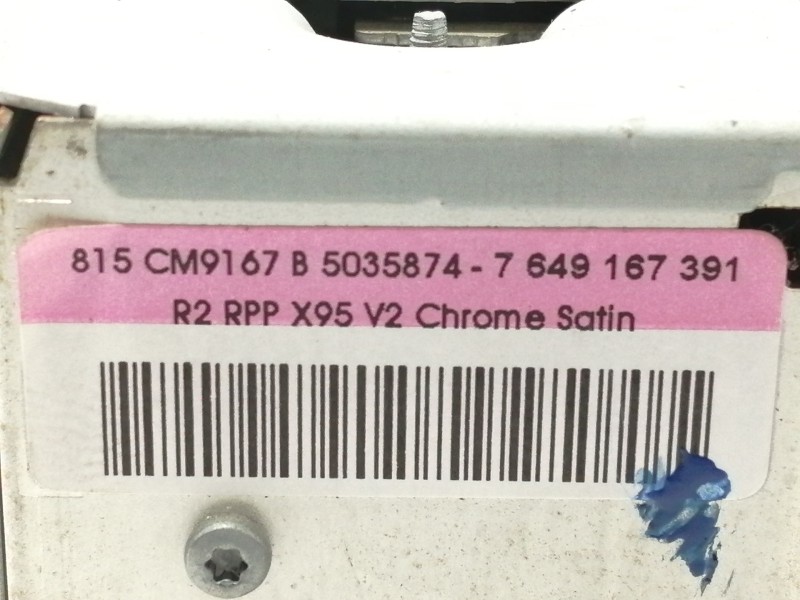 815 CM9167 B 5035874 - 7 649 167 391
R2 RPP X95 V2 Chrome Satin